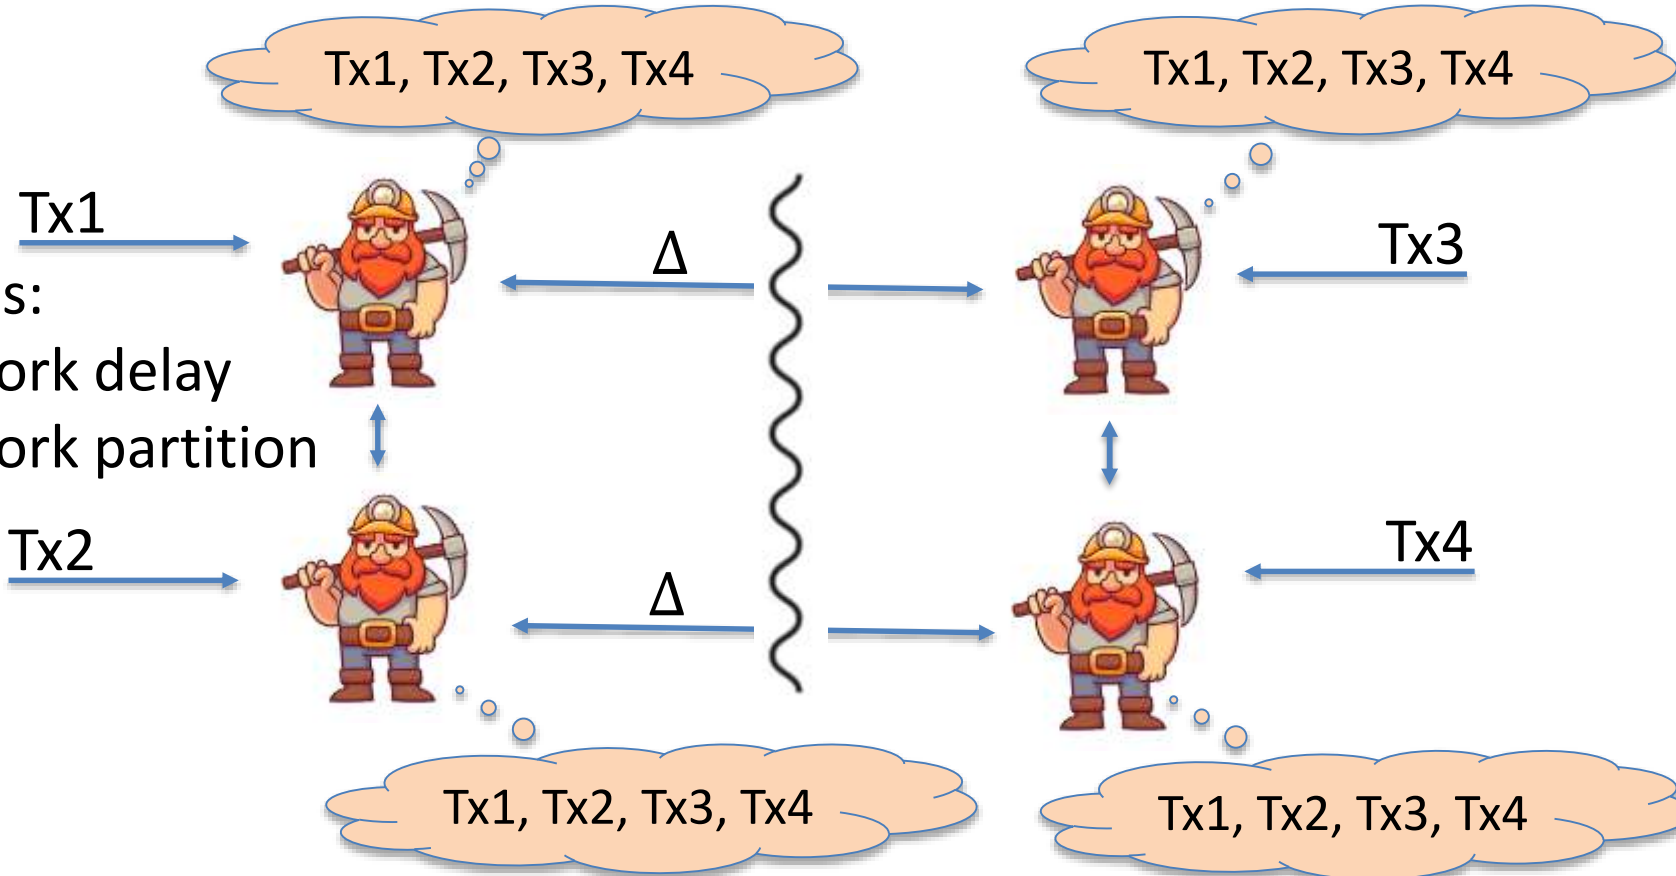 Tx1, Tx2, Tx3, Tx4
Tx1, Tx2, Tx3, Tx4
Tx1
Δ
Tx3
s:
ork delay
ork partition
Tx2
Δ
Tx4
Tx1, Tx2, Tx3, Tx4
Tx1, Tx2, Tx3, Tx4